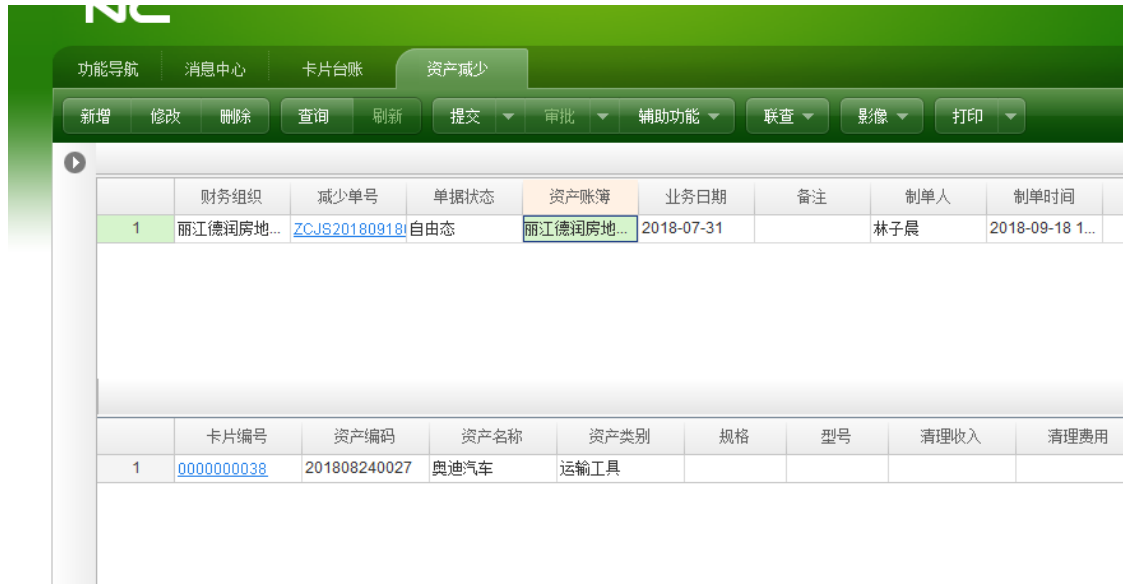 NC
功能导航 消息中心 卡片台账 资产减少
新增 修改 删除 查询 刷新 提交 审批 辅助功能 联查 影像 打印
财务组织 减少单号 单据状态 资产账簿 业务日期 备注 制单人 制单时间
1 丽江德润房地... ZCJS20180918 自由态 丽江德润房地... 2018-07-31 林子晨 2018-09-18 1...
卡片编号 资产编码 资产名称 资产类别 规格 型号 清理收入 清理费用
1 0000000038 201808240027 奥迪汽车 运输工具